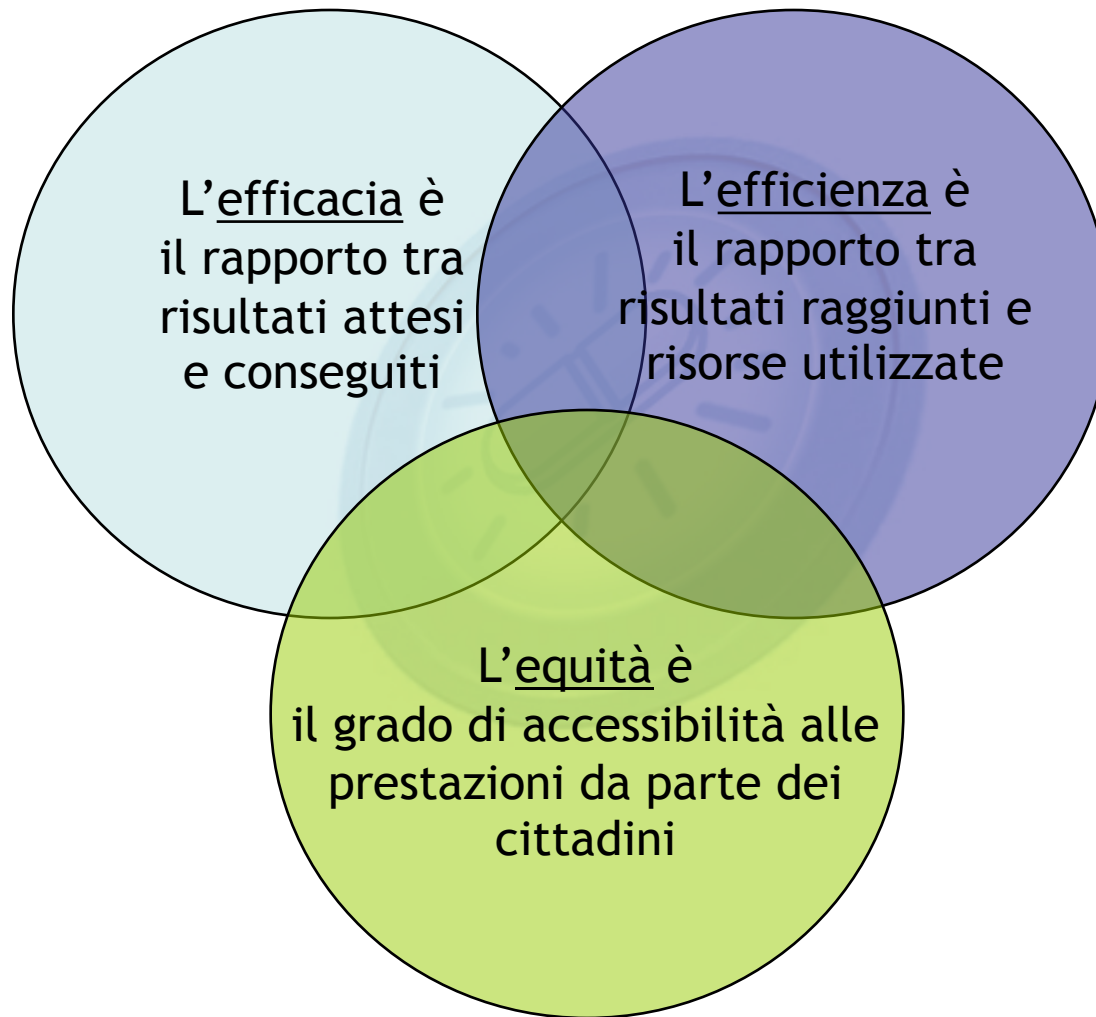 L’efficacia è
il rapporto tra
risultati attesi
e conseguiti
L’efficienza è
il rapporto tra
risultati raggiunti e
risorse utilizzate
L’equità è
il grado di accessibilità alle
prestazioni da parte dei
cittadini